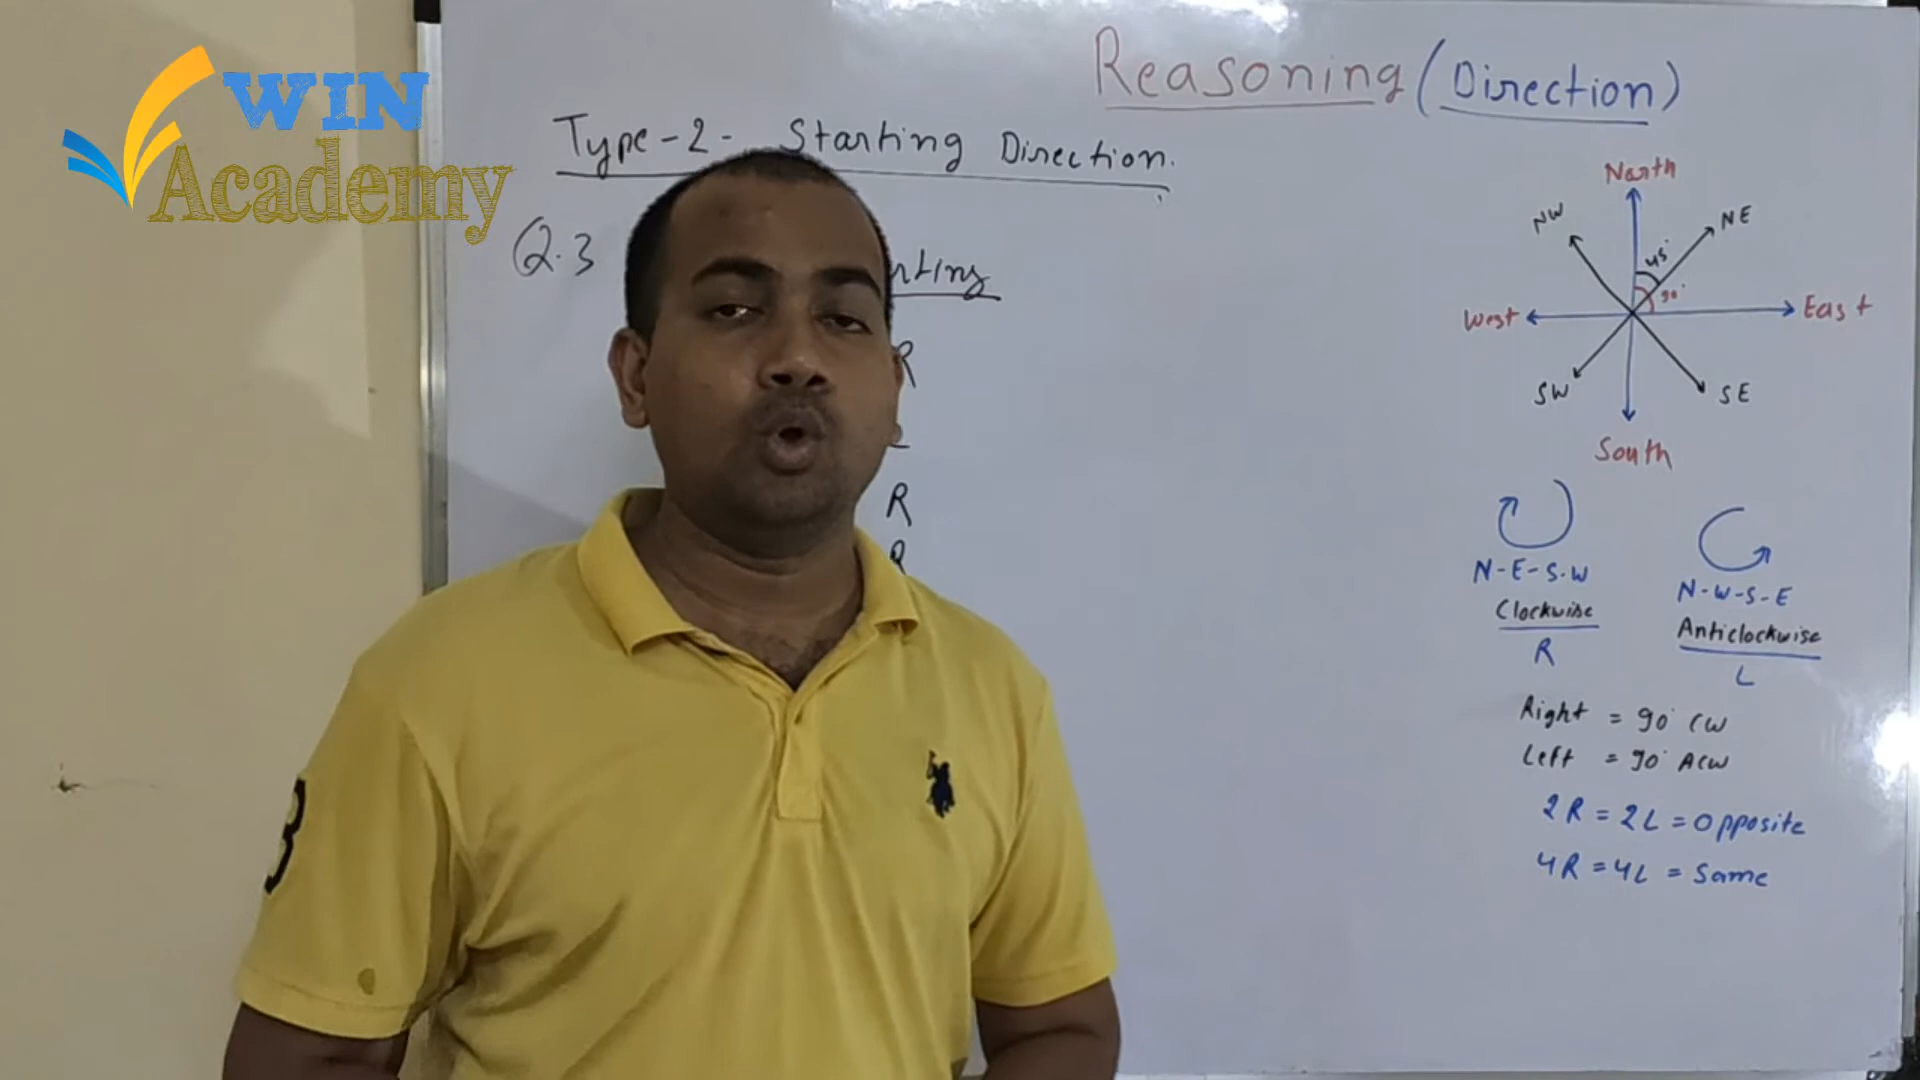 WIN
Academy
Reasoning (Direction)
Type-2- Starting Direction.
Q.3
R
R
R
North
NW
NE
45°
90°
West
East
SW
SE
South
N-E-S-W
Clockwise
R
N-W-S-E
Anticlockwise
L
Right = 90° CW
Left = 90° ACW
2R = 2L = Opposite
4R = 4L = Same
3